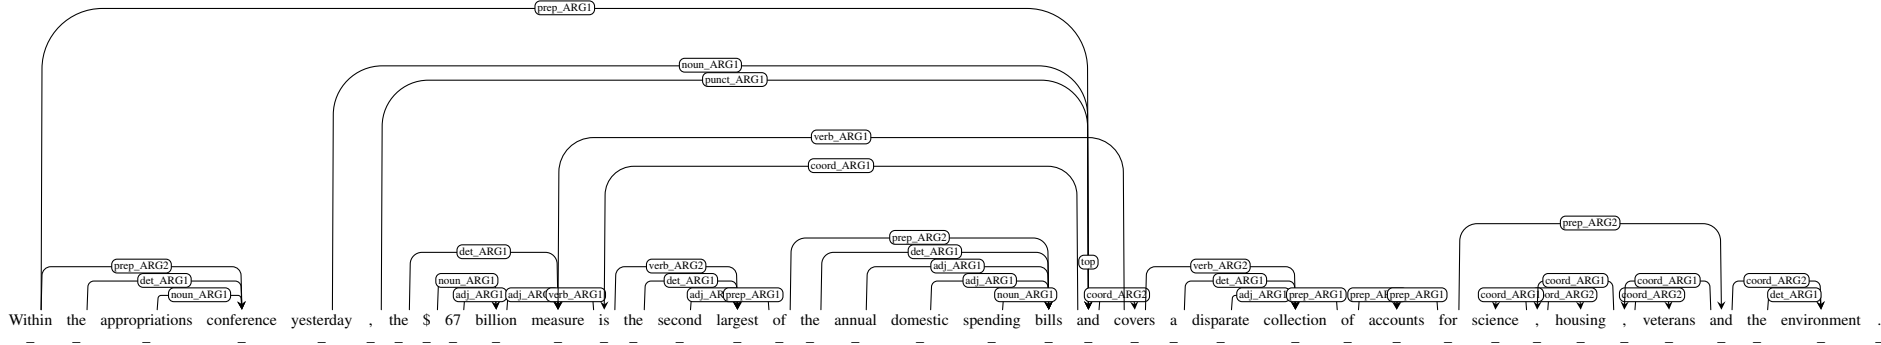 prep_ARG1
noun_ARG1
punct_ARG1
verb_ARG1
coord_ARG1
prep_ARG2
prep_ARG2
det_ARG1 det_ARG1
top
prep_ARG2 verb_ARG2 adj_ARG1 verb_ARG2
det_ARG1 noun_ARG1 det_ARG1 adj_ARG1 det_ARG1 coord_ARG1 coord_ARG1 coord_ARG2
noun_ARG1 adj_ARG1 verb_ARG1 prep_ARG1 noun_ARG1 coord_ARG2 adj_ARG1 prep_ARG1 prep_ARG1 coord_ARG1 coord_ARG2 det_ARG1
Within the appropriations conference yesterday , the $ 67 billion measure is the second largest of the annual domestic spending bills and covers a disparate collection of accounts for science , housing , veterans and the environment .
_ _ _ _ _ _ _ _ _ _ _ _ _ _ _ _ _ _ _ _ _ _ _ _ _ _ _ _ _ _ _ _ _ _ _ _ _ _